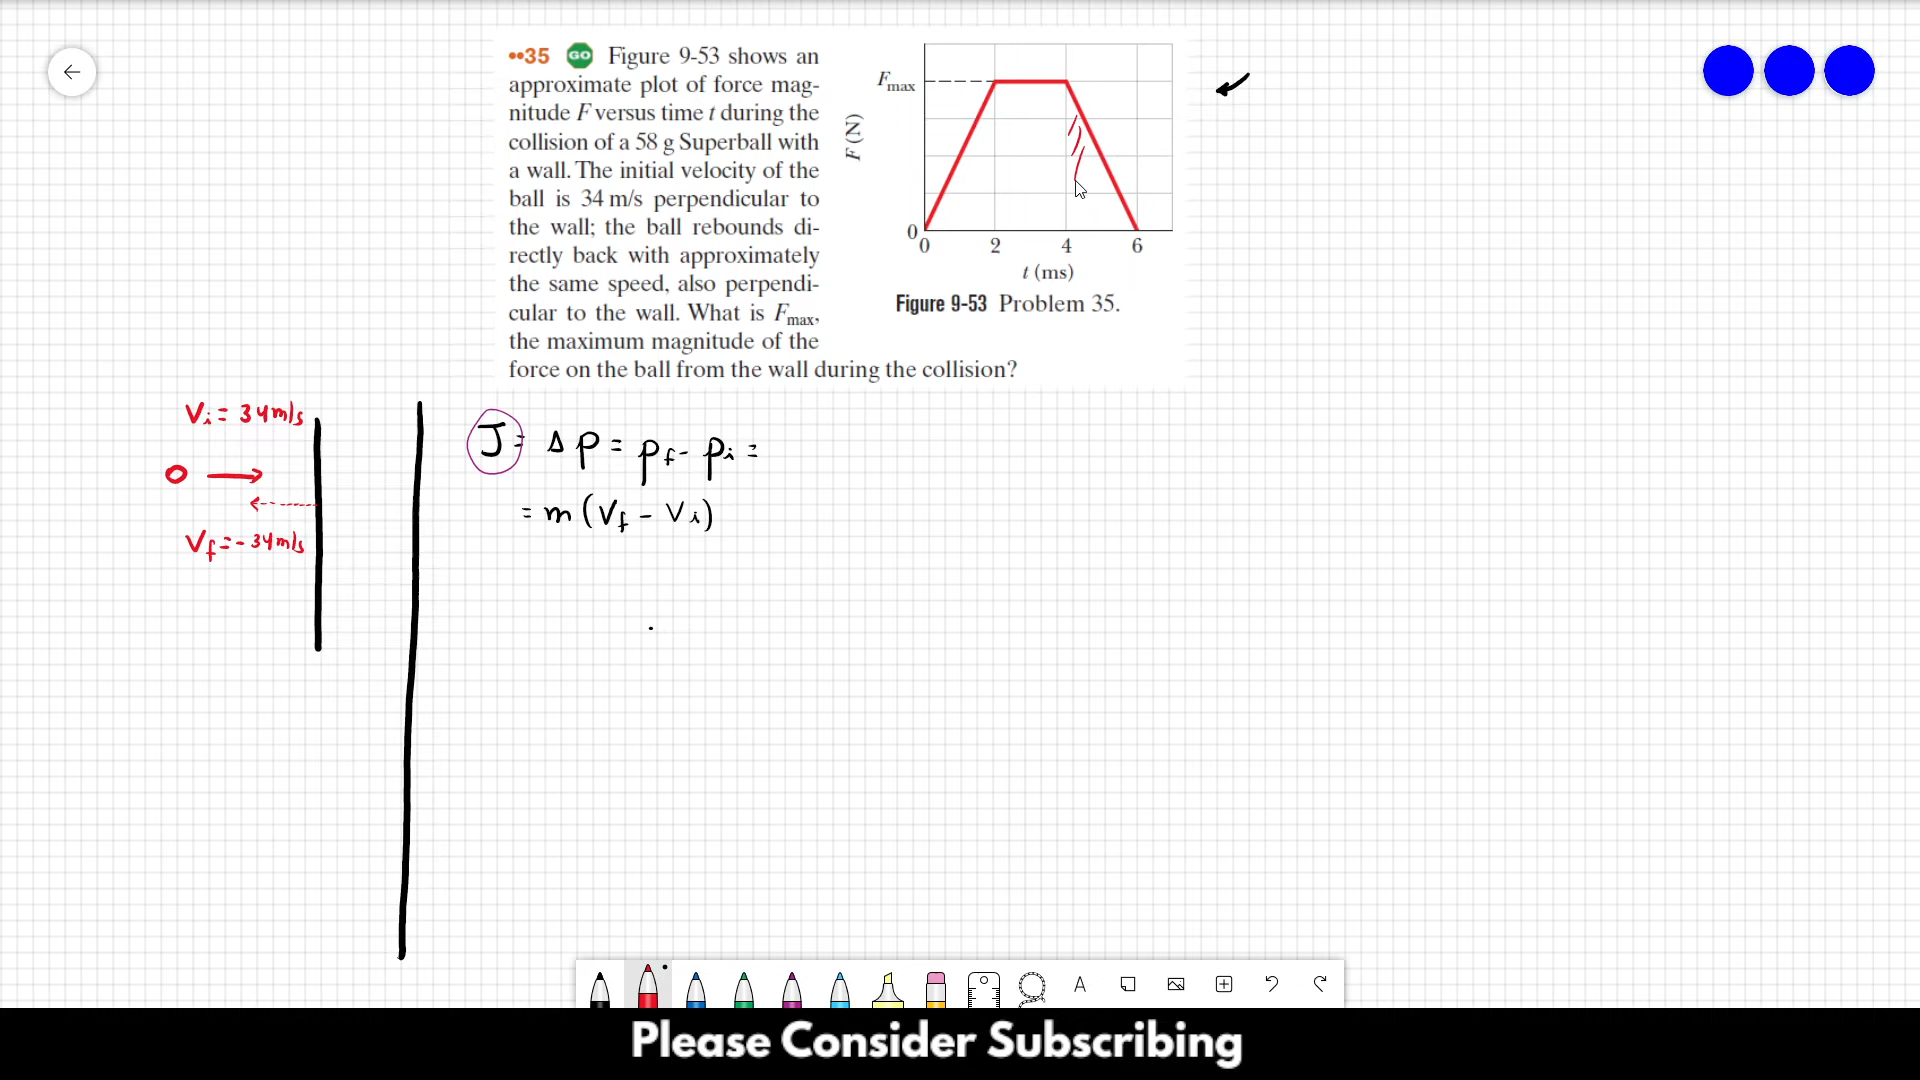 ••35 GO Figure 9-53 shows an
approximate plot of force mag-
nitude F versus time t during the
collision of a 58 g Superball with
a wall. The initial velocity of the
ball is 34 m/s perpendicular to
the wall; the ball rebounds di-
rectly back with approximately
the same speed, also perpendi-
cular to the wall. What is Fmax,
the maximum magnitude of the
force on the ball from the wall during the collision?
Fmax
F (N)
0
0 2 4 6
t (ms)
Figure 9-53 Problem 35.
Vi = 34m/s
Vf = - 34m/s
J = Δp = pf - pi =
= m (Vf - Vi)
A
Please Consider Subscribing